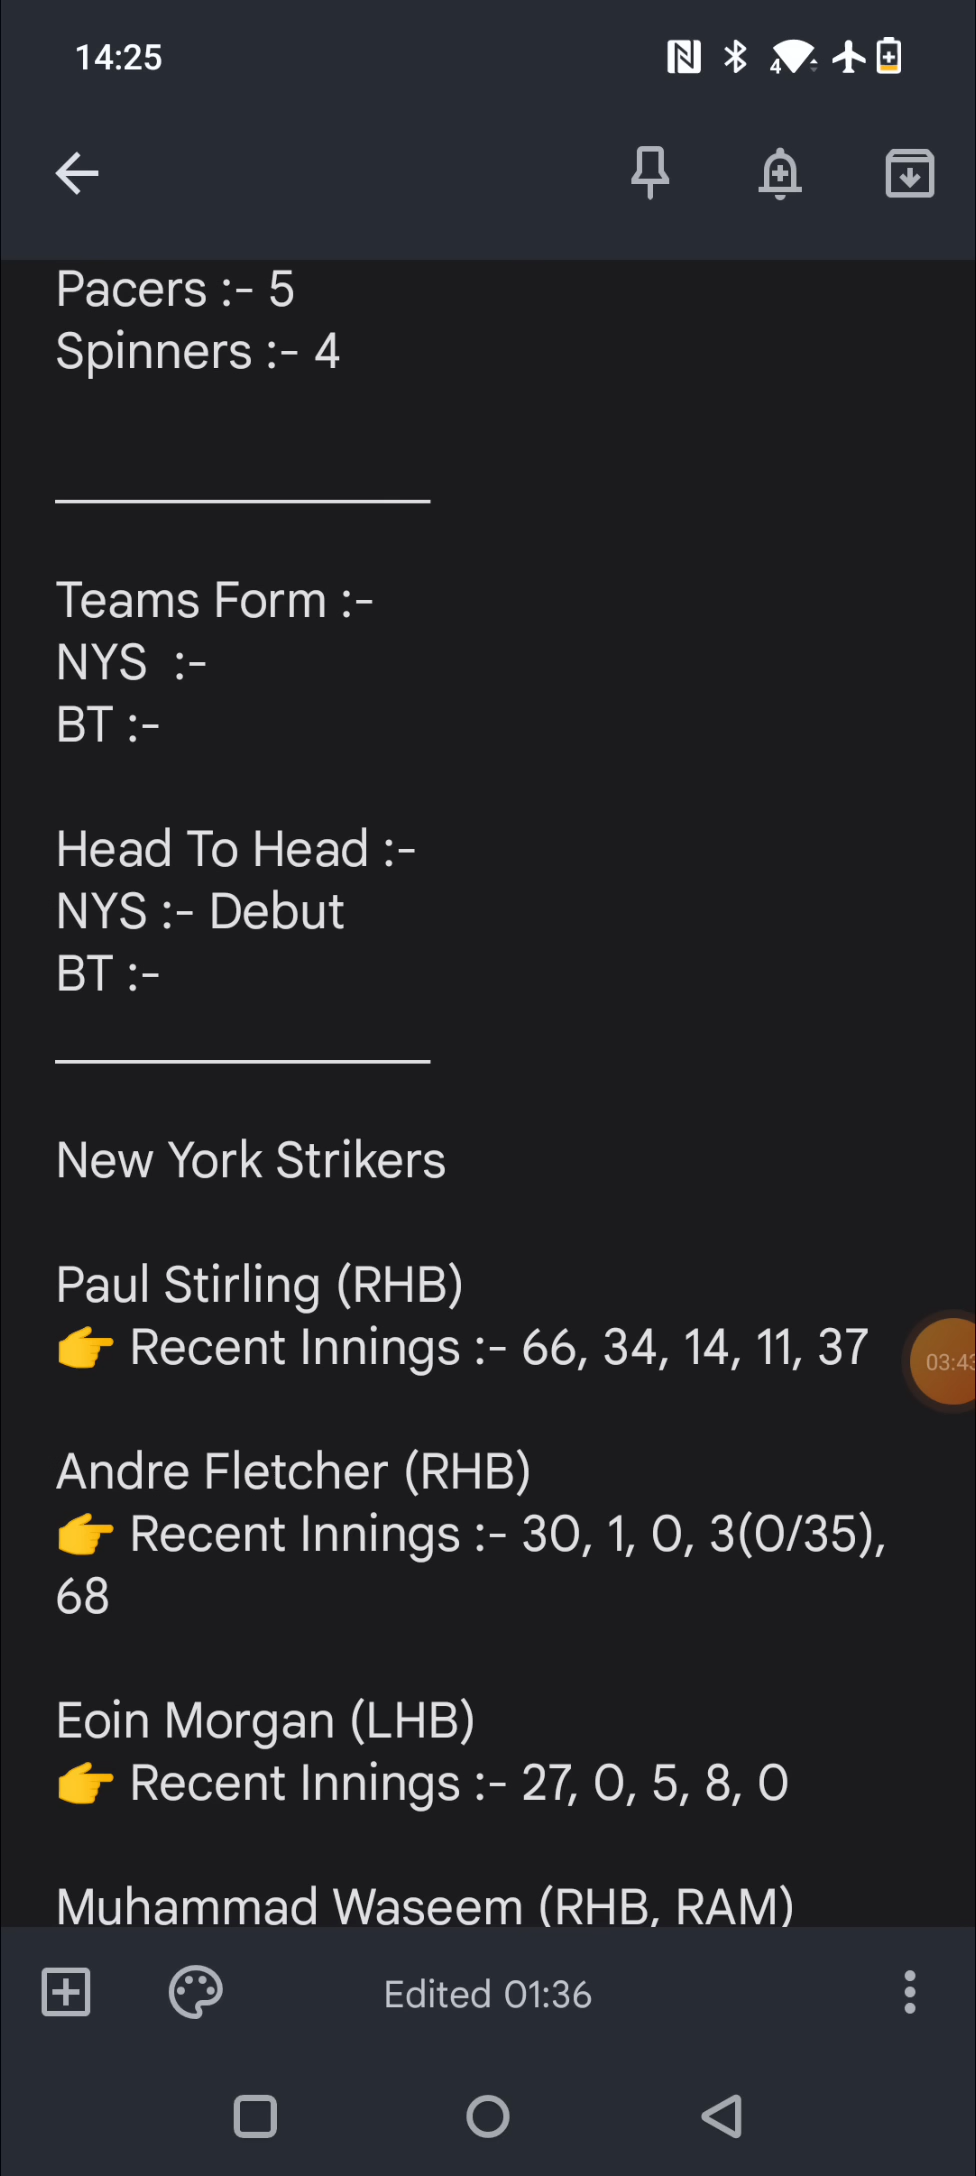 14:25
4
Pacers :- 5
Spinners :- 4
Teams Form :-
NYS :-
BT :-
Head To Head :-
NYS :- Debut
BT :-
New York Strikers
Paul Stirling (RHB)
👉 Recent Innings :- 66, 34, 14, 11, 37
03:43
Andre Fletcher (RHB)
👉 Recent Innings :- 30, 1, 0, 3(0/35),
68
Eoin Morgan (LHB)
👉 Recent Innings :- 27, 0, 5, 8, 0
Muhammad Waseem (RHB, RAM)
Edited 01:36